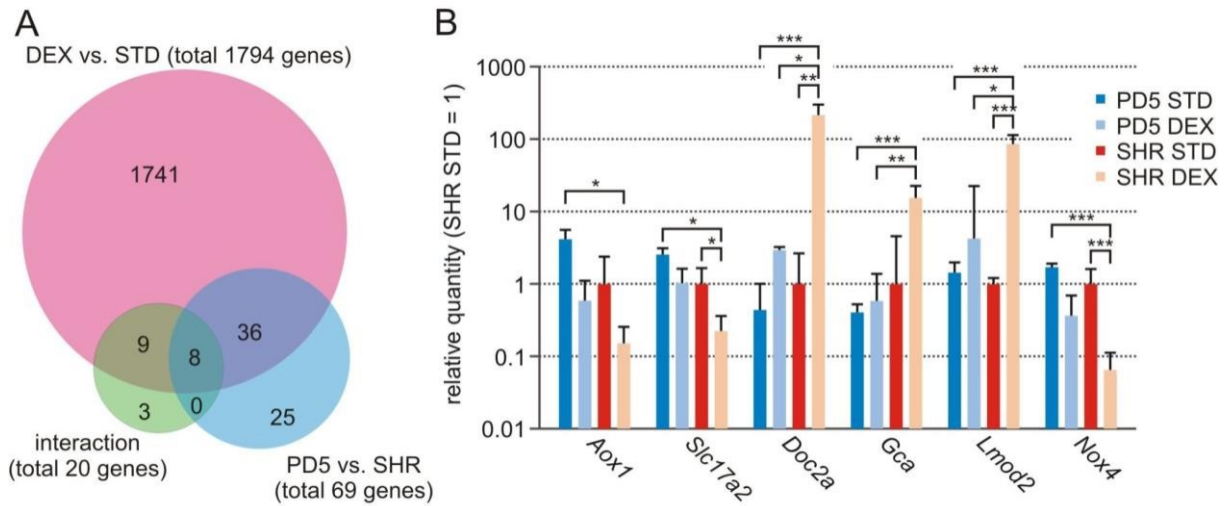 A
DEX vs. STD (total 1794 genes)
1741
9
8
36
3
0
25
interaction
(total 20 genes)
PD5 vs. SHR
(total 69 genes)
B
relative quantity (SHR STD = 1)
1000
100
10
1
0.1
0.01
*
*
*
***
*
**
***
**
***
*
***
***
***
PD5 STD
PD5 DEX
SHR STD
SHR DEX
Aox1
Slc17a2
Doc2a
Gca
Lmod2
Nox4